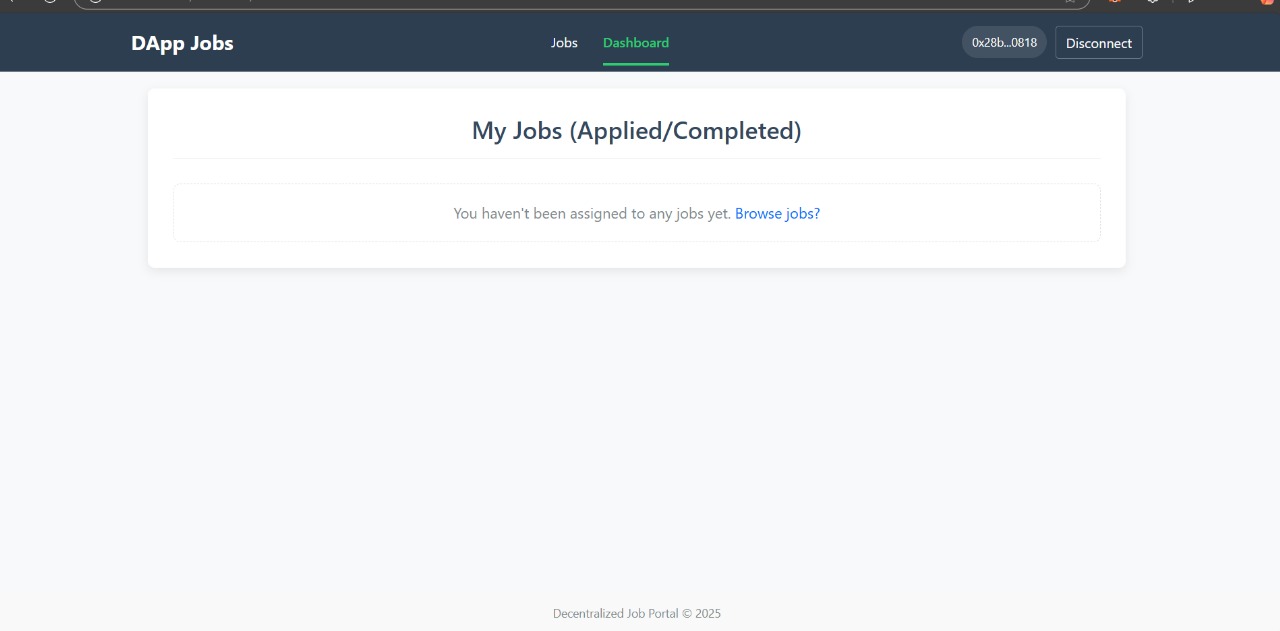 DApp Jobs
Jobs
Dashboard
0x28b...0818
Disconnect
My Jobs (Applied/Completed)
You haven't been assigned to any jobs yet. Browse jobs?
Decentralized Job Portal © 2025